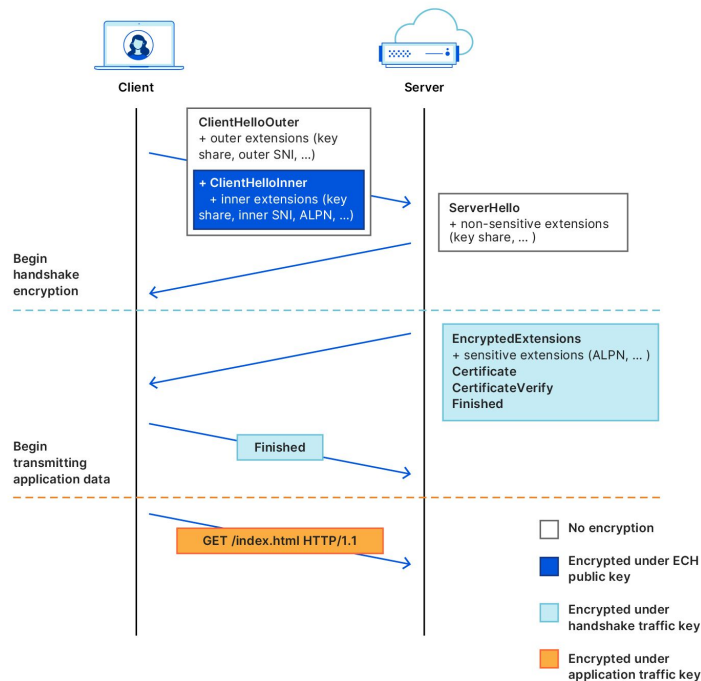 Client
Server
ClientHelloOuter
+ outer extensions (key
share, outer SNI, ...)
+ ClientHelloInner
+ inner extensions (key
share, inner SNI, ALPN, ...)
ServerHello
+ non-sensitive extensions
(key share, ... )
Begin
handshake
encryption
EncryptedExtensions
+ sensitive extensions (ALPN, ... )
Certificate
CertificateVerify
Finished
Finished
Begin
transmitting
application data
GET /index.html HTTP/1.1
No encryption
Encrypted under ECH
public key
Encrypted under
handshake traffic key
Encrypted under
application traffic key